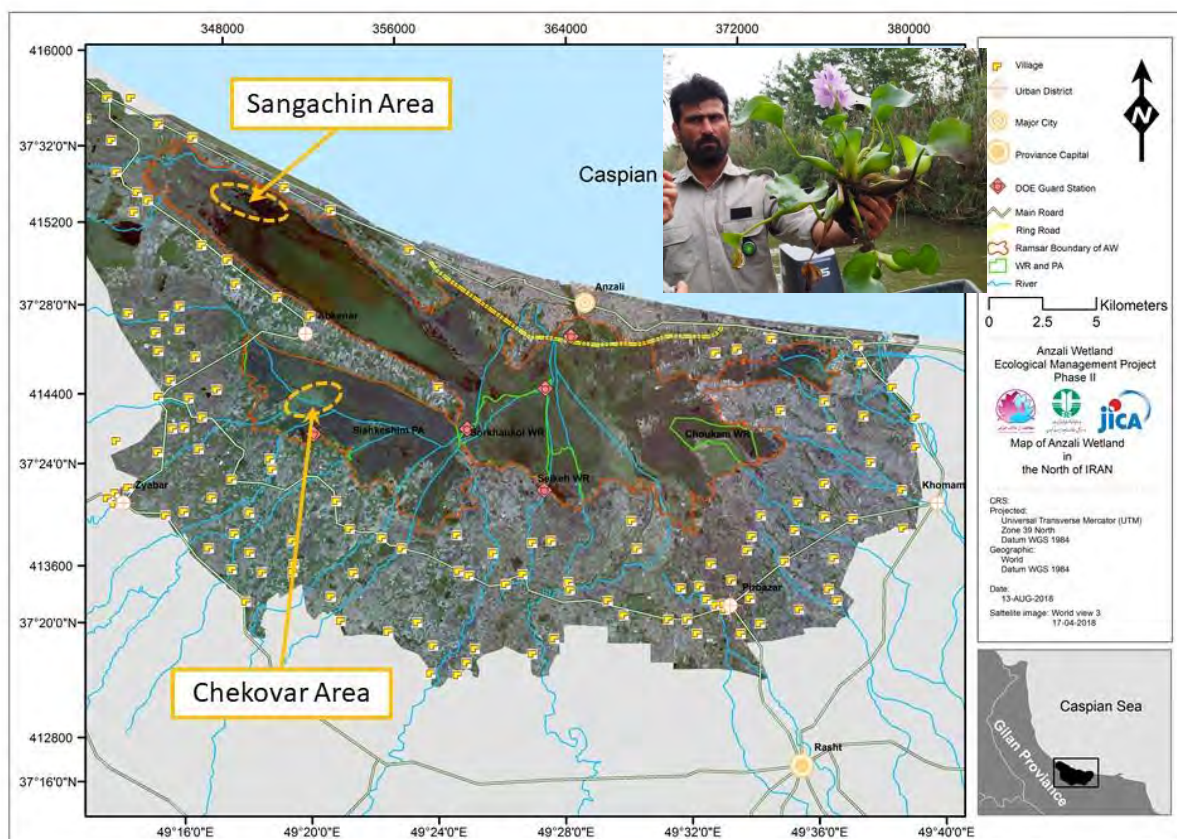 348000
356000
364000
372000
380000
416000
37°32'0"N
415200
37°28'0"N
414400
37°24'0"N
413600
37°20'0"N
412800
37°16'0"N
49°16'0"E
49°20'0"E
49°24'0"E
49°28'0"E
49°32'0"E
49°36'0"E
49°40'0"E
Sangachin Area
Caspian
Anzali
Abkenar
Siahkeshim PA
Sorkhaukol WR
Choukam WR
Selkeh WR
Zyabar
Khomam
Pirbazar
Chekovar Area
Rasht
Village
Urban District
Major City
Proviance Capital
DOE Guard Station
Main Roard
Ring Road
Ramsar Boundary of AW
WR and PA
River
N
Kilometers
0 2.5 5
Anzali Wetland
Ecological Management Project
Phase II
jICA
Map of Anzali Wetland
in
the North of IRAN
CRS:
Projected:
Universal Transverse Mercator (UTM)
Zone 39 North
Datum WGS 1984
Geographic:
World
Datum WGS 1984
Date:
13-AUG-2018
Sattelite image: World view 3
17-04-2018
Caspian Sea
Gilan Proviance